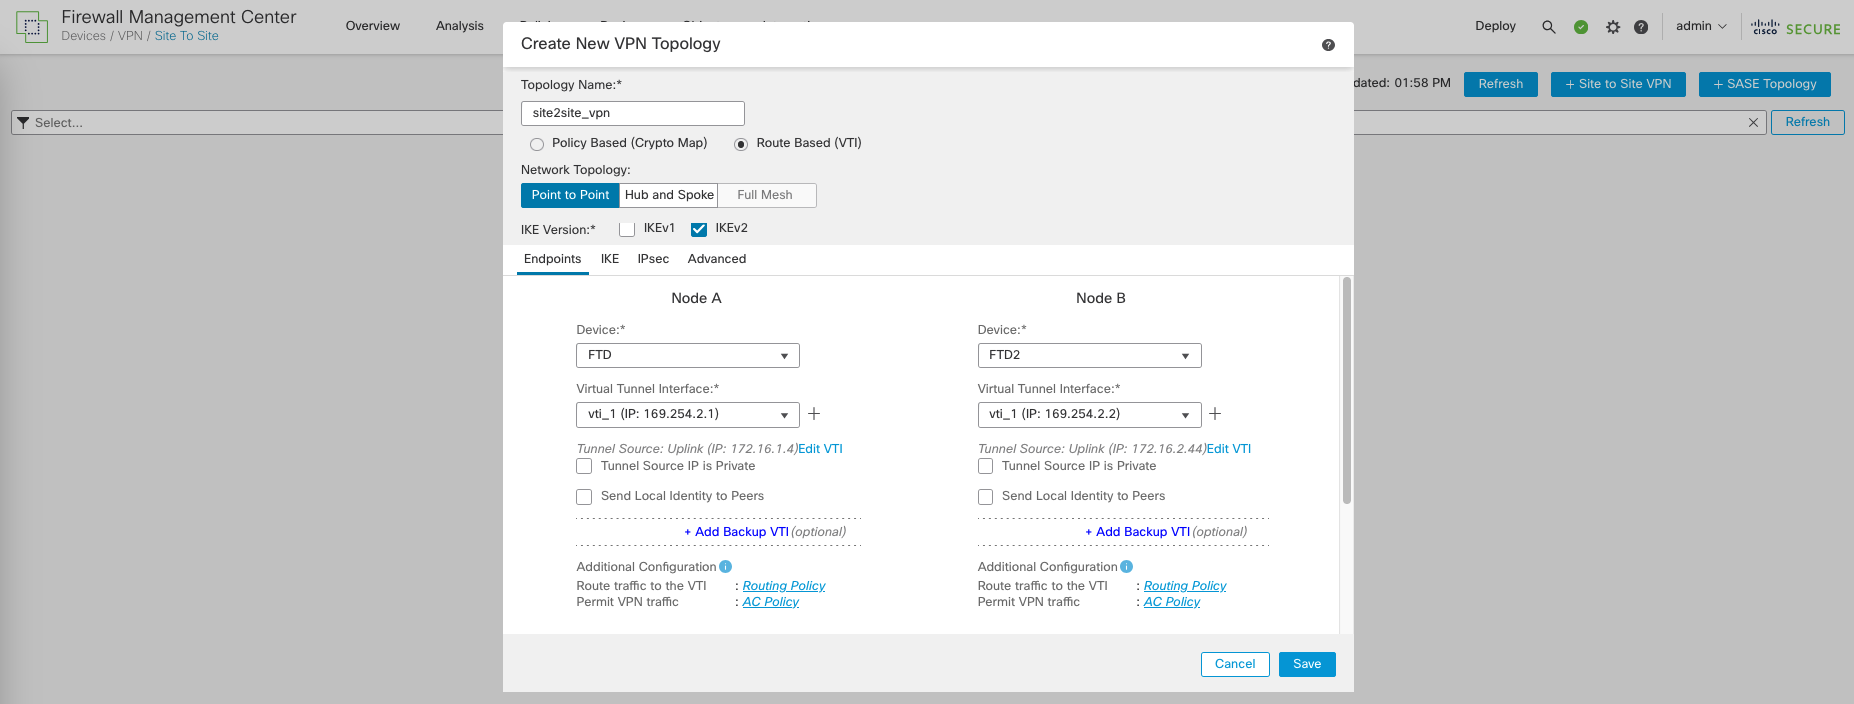 Firewall Management Center
Devices / VPN / Site To Site
Overview Analysis
Deploy admin
cisco SECURE
Create New VPN Topology
dated: 01:58 PM Refresh + Site to Site VPN + SASE Topology
Select... Refresh
Topology Name:*
site2site_vpn
Policy Based (Crypto Map) Route Based (VTI)
Network Topology:
Point to Point Hub and Spoke Full Mesh
IKE Version:* IKEv1 IKEv2
Endpoints IKE IPsec Advanced
Node A Node B
Device:* Device:*
FTD FTD2
Virtual Tunnel Interface:* Virtual Tunnel Interface:*
vti_1 (IP: 169.254.2.1) + vti_1 (IP: 169.254.2.2) +
Tunnel Source: Uplink (IP: 172.16.1.4)Edit VTI Tunnel Source: Uplink (IP: 172.16.2.44)Edit VTI
Tunnel Source IP is Private Tunnel Source IP is Private
Send Local Identity to Peers Send Local Identity to Peers
+ Add Backup VTI (optional) + Add Backup VTI (optional)
Additional Configuration Additional Configuration
Route traffic to the VTI : Routing Policy Route traffic to the VTI : Routing Policy
Permit VPN traffic : AC Policy Permit VPN traffic : AC Policy
Cancel Save